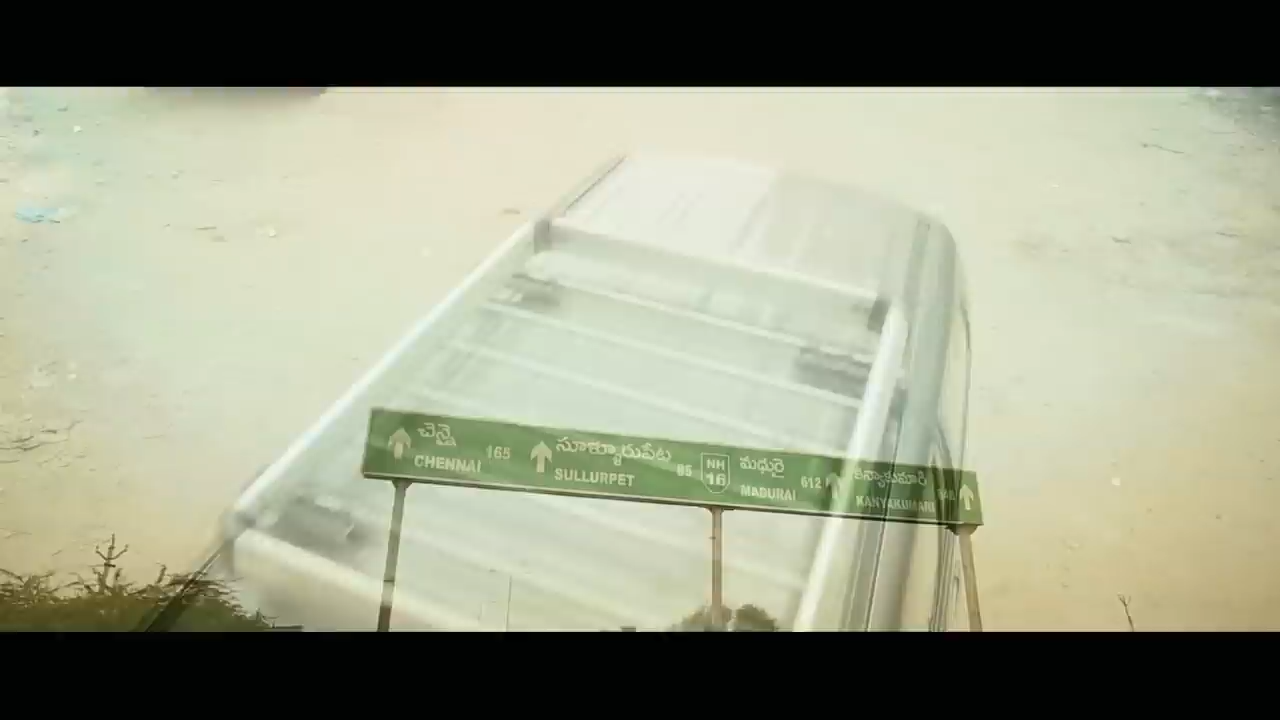 చెన్నై
CHENNAI
165
సూళ్ళూరుపేట
SULLURPET
85
NH
16
మధురై
MADURAI
612
కన్యాకుమారి
KANYAKUMARI